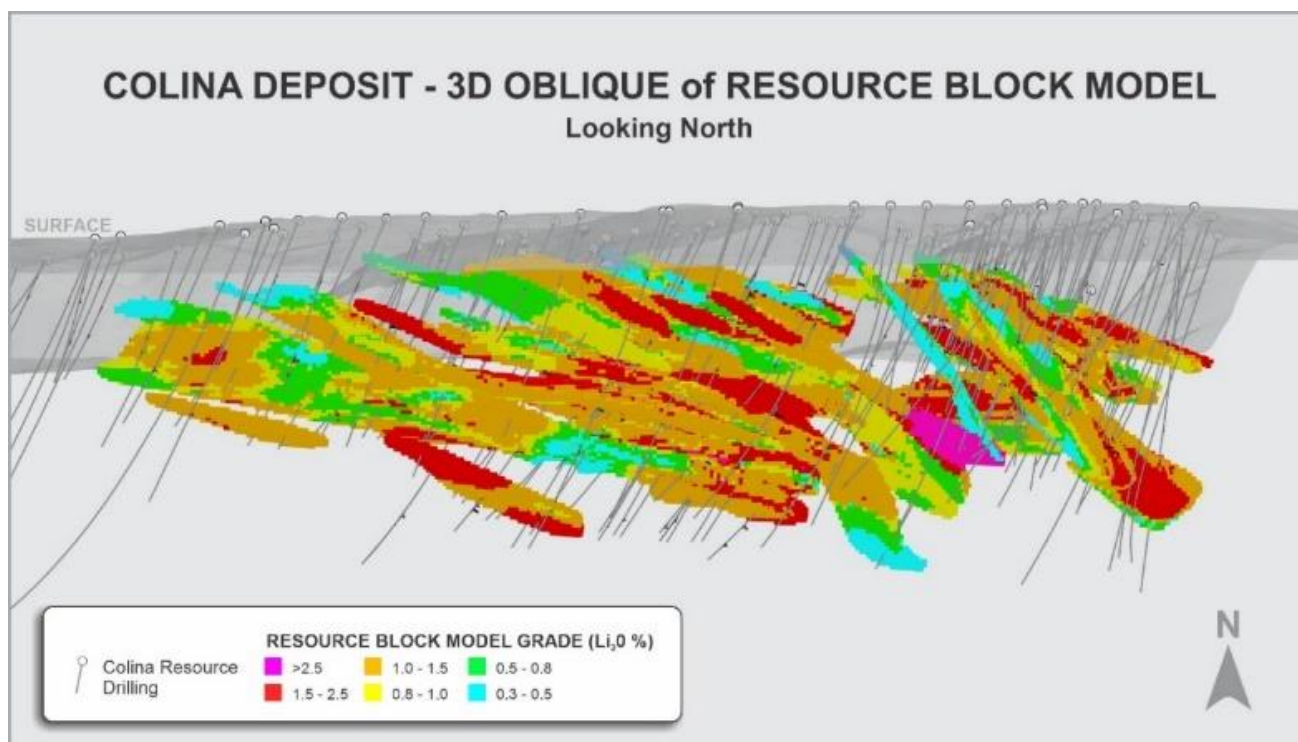 COLINA DEPOSIT - 3D OBLIQUE of RESOURCE BLOCK MODEL
Looking North
SURFACE
RESOURCE BLOCK MODEL GRADE (Li₂0 %)
Colina Resource
Drilling
>2.5
1.0 - 1.5
0.5 - 0.8
1.5 - 2.5
0.8 - 1.0
0.3 - 0.5
N